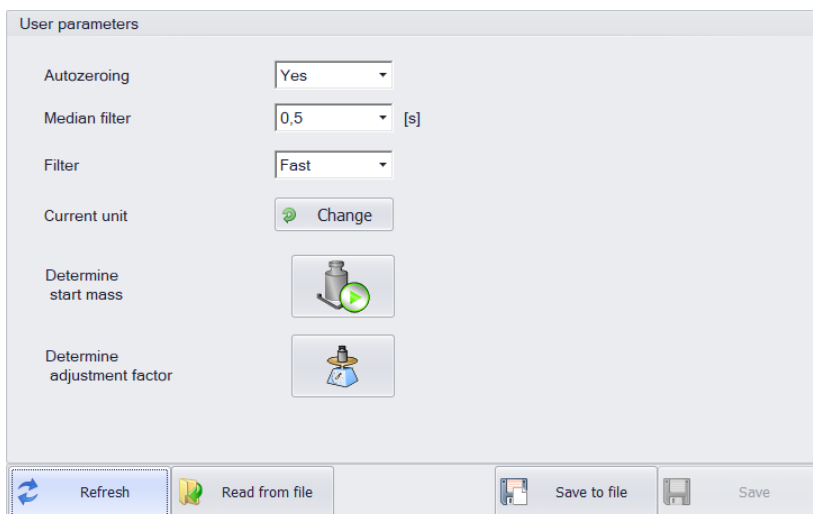 User parameters
Autozeroing Yes
Median filter 0,5 [s]
Filter Fast
Current unit Change
Determine
start mass
Determine
adjustment factor
Refresh Read from file Save to file Save